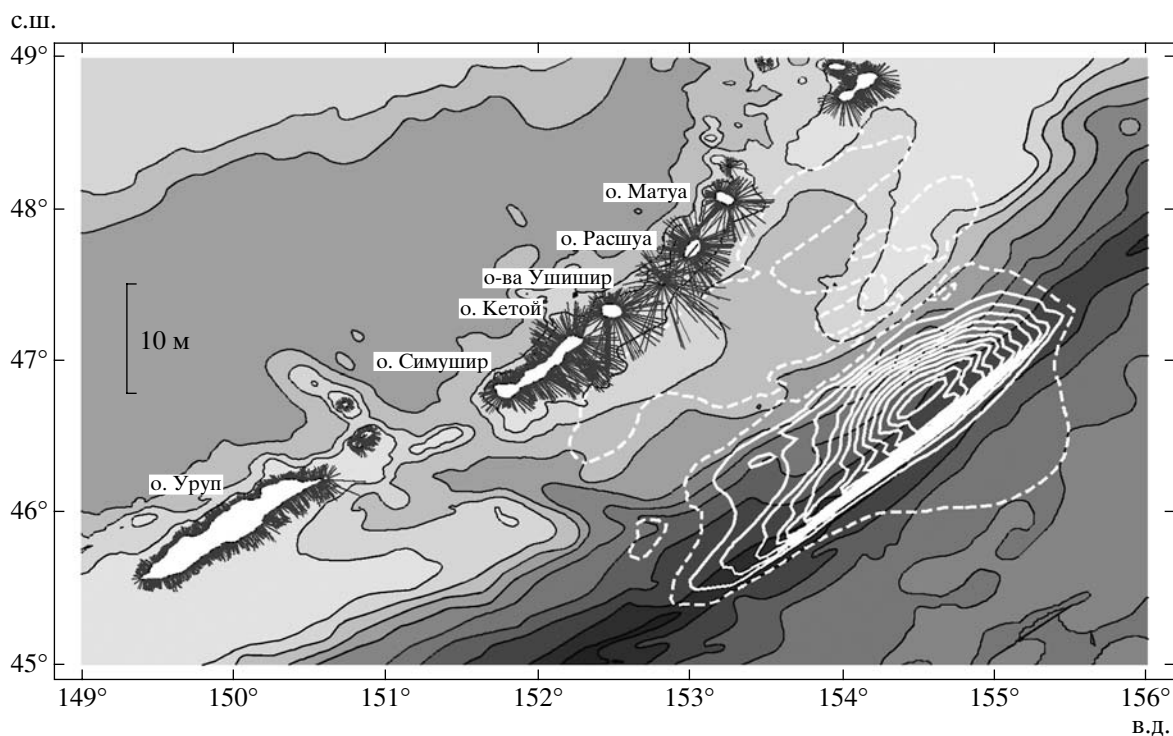 с.ш.
49°
48°
о. Матуа
о. Расшуа
о-ва Ушишир
о. Кетой
10 м
47°
о. Симушир
о. Уруп
46°
45°
149° 150° 151° 152° 153° 154° 155° 156°
в.д.